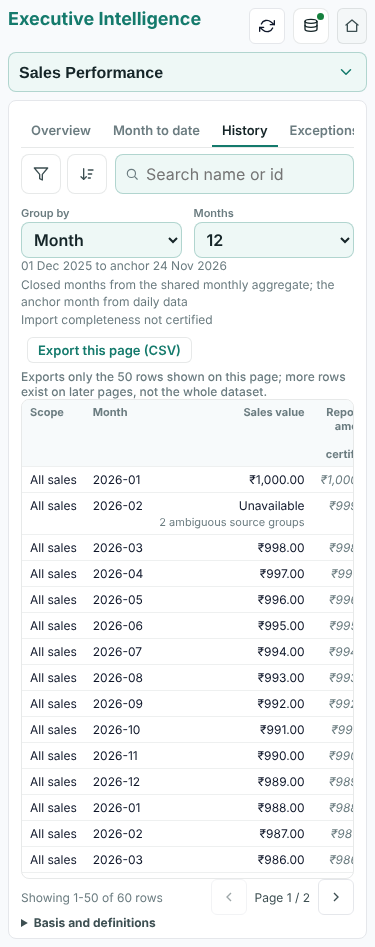 Executive Intelligence
Sales Performance
Overview Month to date History Exceptions
Search name or id
Group by Months
Month 12
01 Dec 2025 to anchor 24 Nov 2026
Closed months from the shared monthly aggregate; the
anchor month from daily data
Import completeness not certified
Export this page (CSV)
Exports only the 50 rows shown on this page; more rows
exist on later pages, not the whole dataset.
Scope Month Sales value
All sales 2026-01 ₹1,000.00
All sales 2026-02 Unavailable
2 ambiguous source groups
All sales 2026-03 ₹998.00
All sales 2026-04 ₹997.00
All sales 2026-05 ₹996.00
All sales 2026-06 ₹995.00
All sales 2026-07 ₹994.00
All sales 2026-08 ₹993.00
All sales 2026-09 ₹992.00
All sales 2026-10 ₹991.00
All sales 2026-11 ₹990.00
All sales 2026-12 ₹989.00
All sales 2026-01 ₹988.00
All sales 2026-02 ₹987.00
All sales 2026-03 ₹986.00
Showing 1-50 of 60 rows Page 1 / 2
Basis and definitions